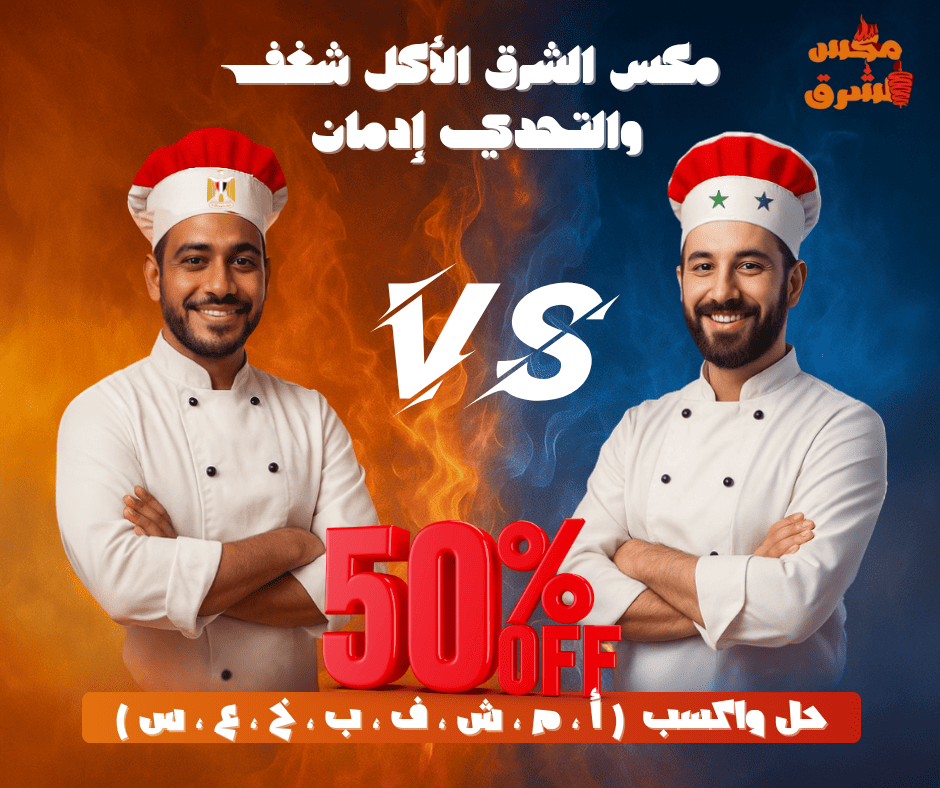 مكس الشرق الأكل شغف
والتحدي إدمان
مكس
الشرق
VS
50%
OFF
حل واكسب (أ ، م ، ش ، ف ، ب ، خ ، ع ، س)